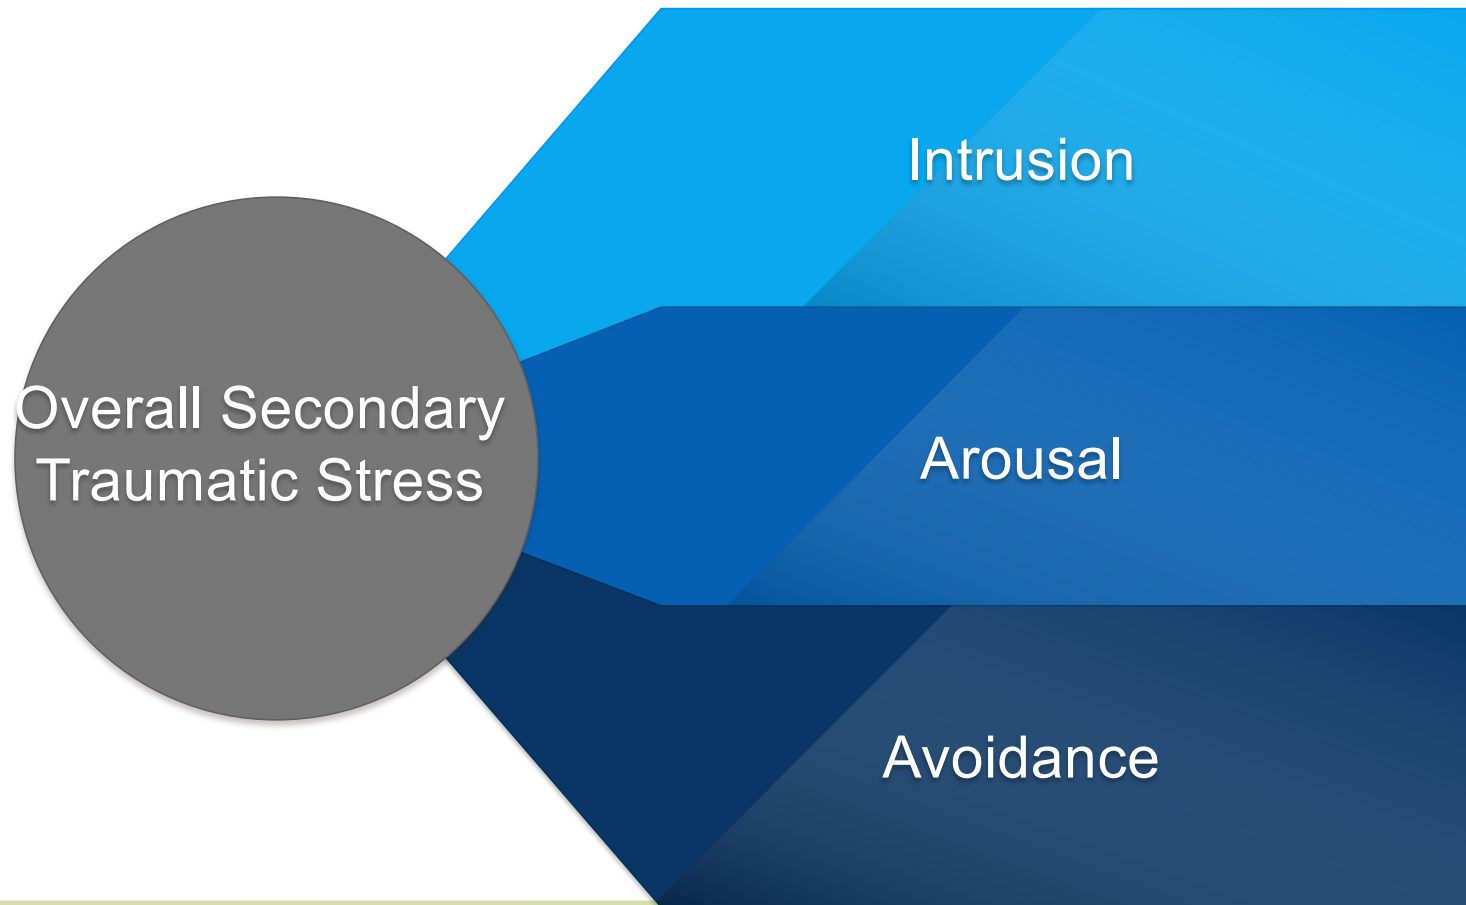 Overall Secondary
Traumatic Stress
Intrusion
Arousal
Avoidance